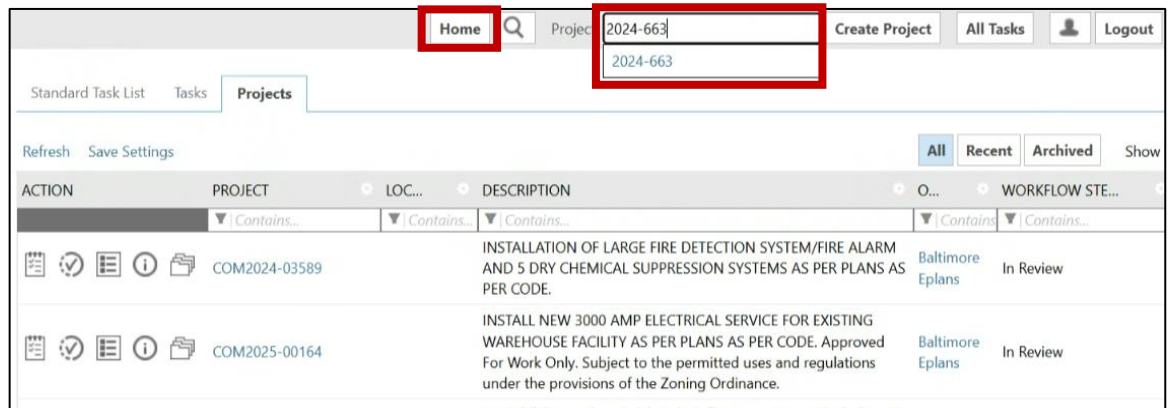 Home Projec 2024-663 Create Project All Tasks Logout
2024-663
Standard Task List Tasks Projects
Refresh Save Settings All Recent Archived Show
ACTION PROJECT LOC... DESCRIPTION O... WORKFLOW STE...
Contains... Contains... Contains... Contains Contains...
COM2024-03589
INSTALLATION OF LARGE FIRE DETECTION SYSTEM/FIRE ALARM
AND 5 DRY CHEMICAL SUPPRESSION SYSTEMS AS PER PLANS AS
PER CODE.
Baltimore
Eplans
In Review
COM2025-00164
INSTALL NEW 3000 AMP ELECTRICAL SERVICE FOR EXISTING
WAREHOUSE FACILITY AS PER PLANS AS PER CODE. Approved
For Work Only. Subject to the permitted uses and regulations
under the provisions of the Zoning Ordinance.
Baltimore
Eplans
In Review